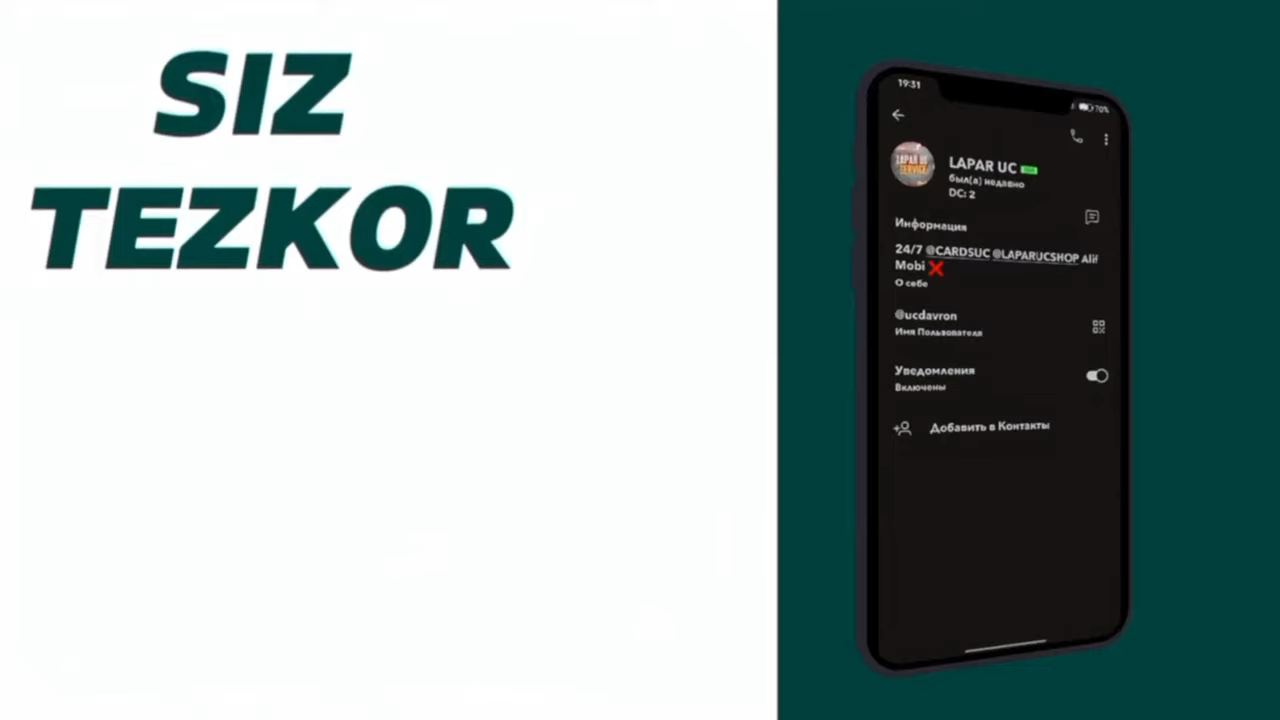 SIZ
TEZKOR
19:31
70%
LAPAR UC
был(а) недавно
DC: 2
Информация
24/7 @CARDSUC @LAPARUCSHOP Alif
Mobi ❌
О себе
@ucdavron
Имя Пользователя
Уведомления
Включены
Добавить в Контакты